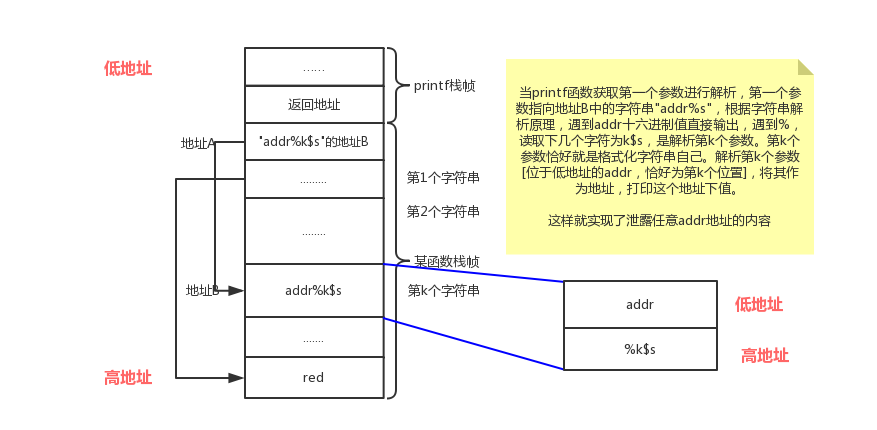 低地址
……
printf栈帧
返回地址
地址A
"addr%k$s"的地址B
………
第1个字符串
第2个字符串
……..
某函数栈帧
地址B
addr%k$s
第k个字符串
…….
高地址
red
当printf函数获取第一个参数进行解析，第一个参
数指向地址B中的字符串"addr%s"，根据字符串解
析原理，遇到addr十六进制值直接输出，遇到%，
读取下几个字符为k$s，是解析第k个参数。第k个
参数恰好就是格式化字符串自己。解析第k个参数
[位于低地址的addr，恰好为第k个位置]，将其作
为地址，打印这个地址下值。
这样就实现了泄露任意addr地址的内容
addr
低地址
%k$s
高地址